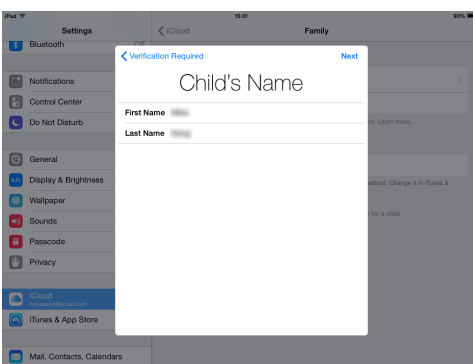 iPad 15:01 90%
Settings
iCloud Family
Bluetooth Off
Verification Required Next
Child's Name
First Name
Last Name
Notifications
Control Center
Do Not Disturb
Learn more...
General
Display & Brightness
ethod. Change it in iTunes &
Wallpaper
for a child.
Sounds
Passcode
Privacy
iCloud
iTunes & App Store
Mail, Contacts, Calendars